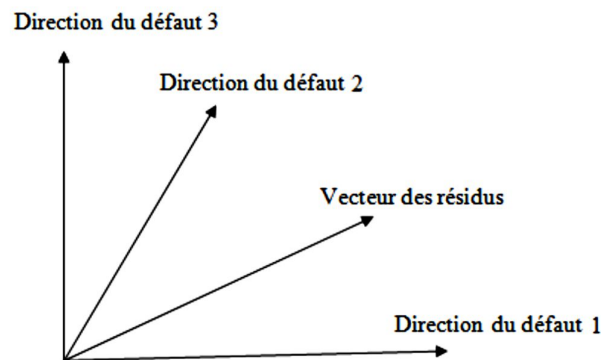 Direction du défaut 3
Direction du défaut 2
Vecteur des résidus
Direction du défaut 1